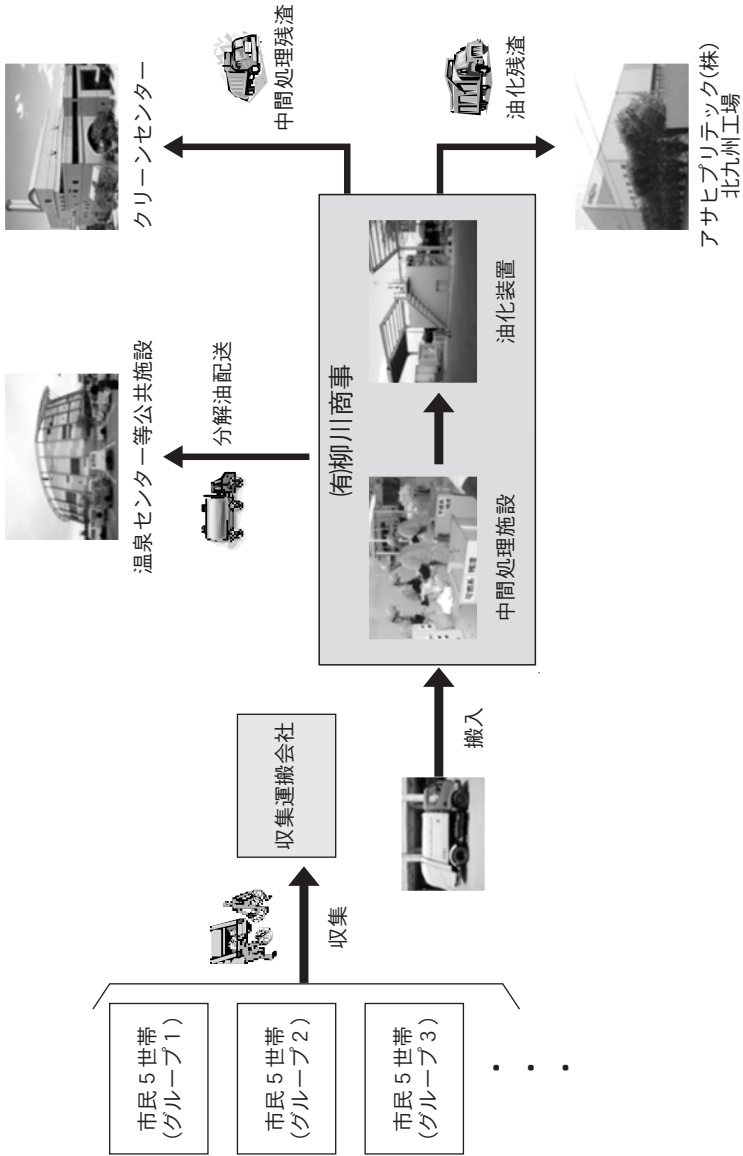 市民5世帯
(グループ1)
市民5世帯
(グループ2)
市民5世帯
(グループ3)
・・・
収集
収集運搬会社
搬入
㈲柳川商事
中間処理施設
可燃系 残渣
油化装置
分解油配送
温泉センター等公共施設
中間処理残渣
クリーンセンター
油化残渣
アサヒプリテック(株)
北九州工場